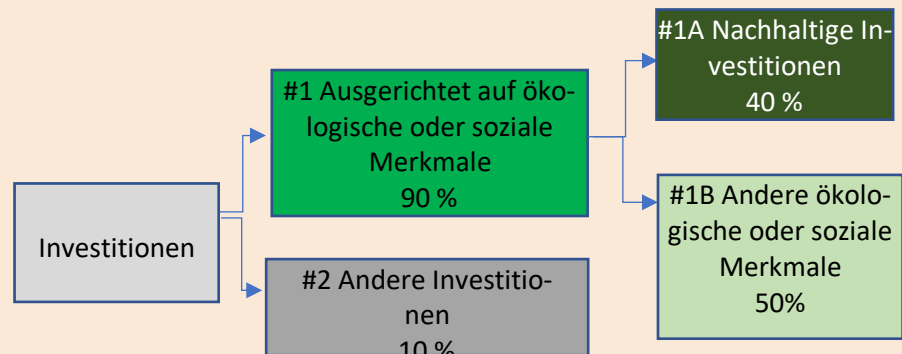 #1A Nachhaltige In-
vestitionen
40 %
#1 Ausgerichtet auf öko-
logische oder soziale
Merkmale
90 %
#1B Andere ökolo-
gische oder soziale
Merkmale
50%
Investitionen
#2 Andere Investitio-
nen
10 %